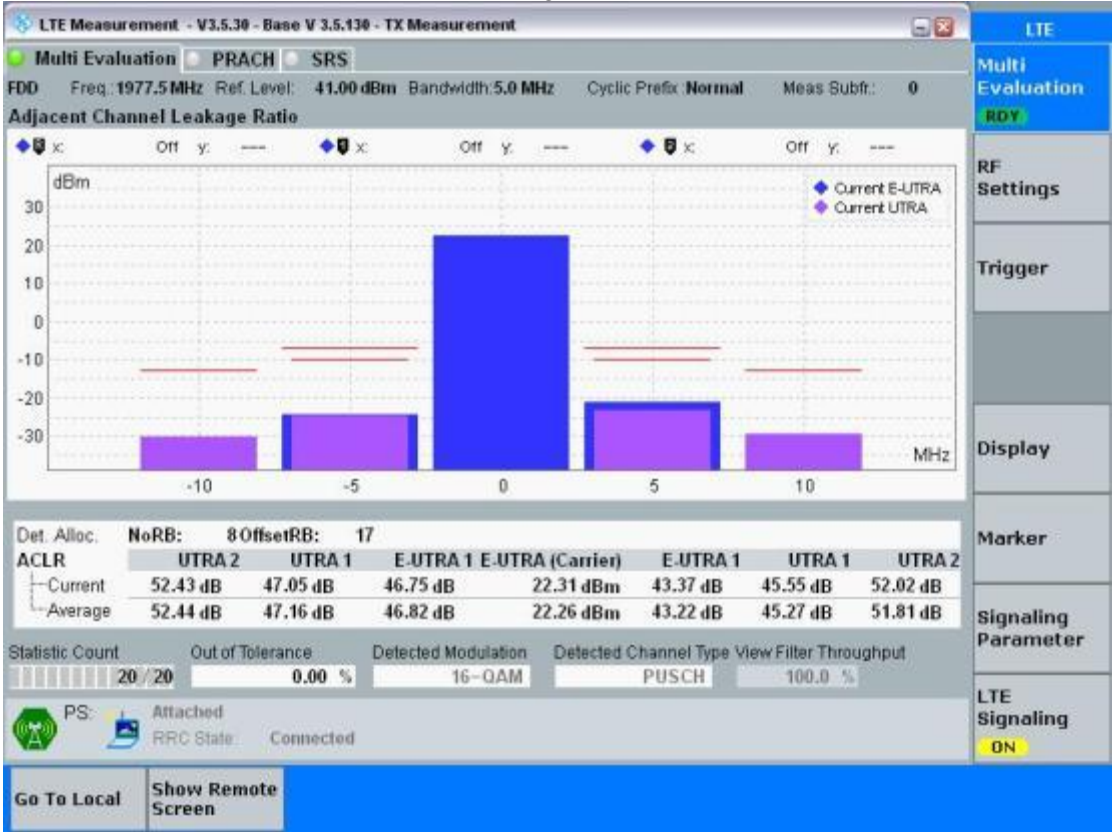 LTE Measurement - V3.5.30 - Base V 3.5.130 - TX Measurement
Multi Evaluation PRACH SRS
FDD Freq.: 1977.5 MHz Ref. Level: 41.00 dBm Bandwidth: 5.0 MHz Cyclic Prefix: Normal Meas Subfr.: 0
Adjacent Channel Leakage Ratio
x: Off y: --- x: Off y: --- x: Off y: ---
dBm
Current E-UTRA
Current UTRA
30
20
10
0
-10
-20
-30
MHz
-10 -5 0 5 10
Det. Alloc. NoRB: 8 OffsetRB: 17
ACLR UTRA 2 UTRA 1 E-UTRA 1 E-UTRA (Carrier) E-UTRA 1 UTRA 1 UTRA 2
Current 52.43 dB 47.05 dB 46.75 dB 22.31 dBm 43.37 dB 45.55 dB 52.02 dB
Average 52.44 dB 47.16 dB 46.82 dB 22.26 dBm 43.22 dB 45.27 dB 51.81 dB
Statistic Count Out of Tolerance Detected Modulation Detected Channel Type View Filter Throughput
20 / 20 0.00 % 16-QAM PUSCH 100.0 %
PS: Attached
RRC State: Connected
Go To Local
Show Remote
Screen
LTE
Multi
Evaluation
RDY
RF
Settings
Trigger
Display
Marker
Signaling
Parameter
LTE
Signaling
ON